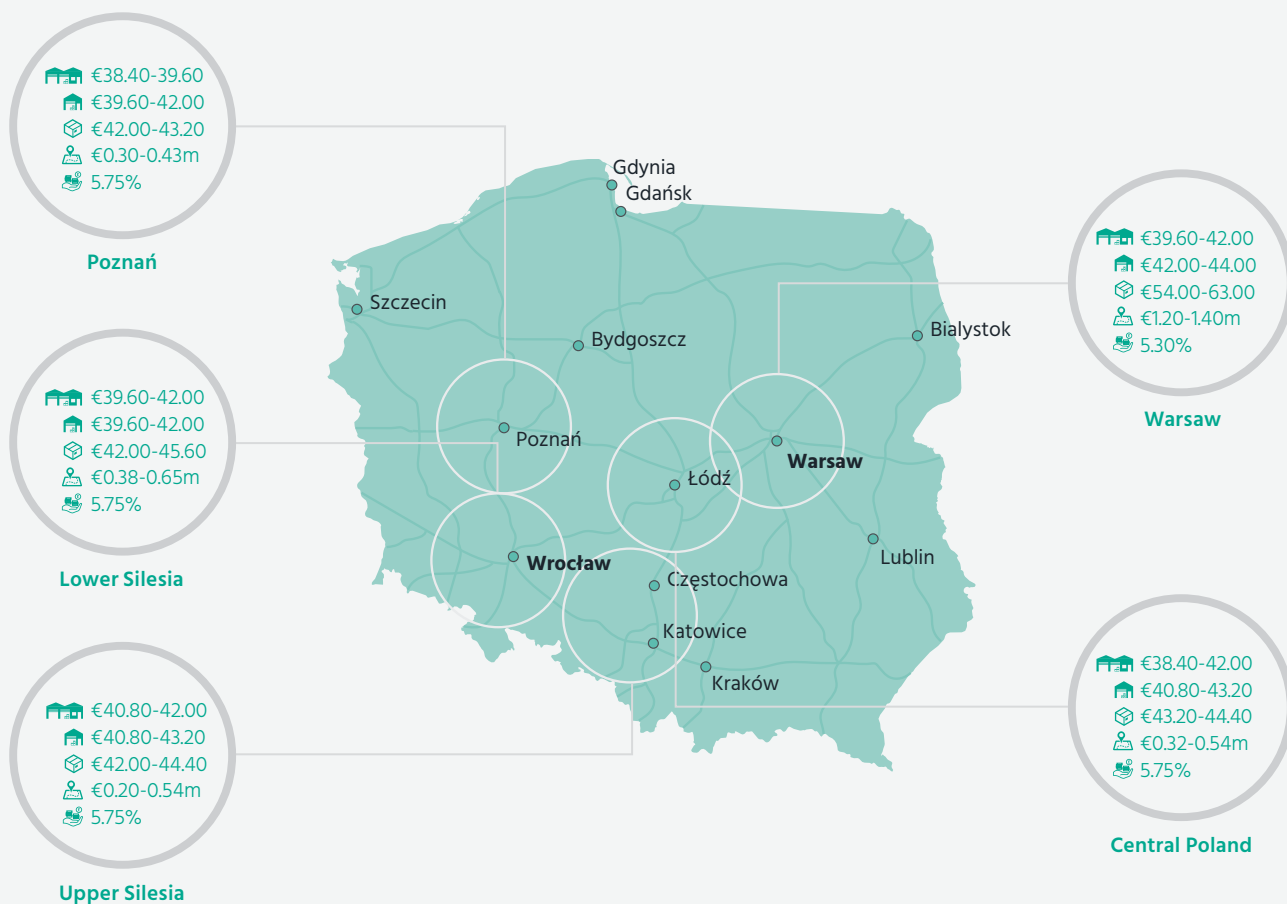 €38.40-39.60
€39.60-42.00
€42.00-43.20
€0.30-0.43m
5.75%
Poznań
€39.60-42.00
€39.60-42.00
€42.00-45.60
€0.38-0.65m
5.75%
Lower Silesia
€40.80-42.00
€40.80-43.20
€42.00-44.40
€0.20-0.54m
5.75%
Upper Silesia
Gdynia
Gdańsk
Szczecin
Bydgoszcz
Bialystok
Poznań
Warsaw
Łódź
Wrocław
Lublin
Częstochowa
Katowice
Kraków
€39.60-42.00
€42.00-44.00
€54.00-63.00
€1.20-1.40m
5.30%
Warsaw
€38.40-42.00
€40.80-43.20
€43.20-44.40
€0.32-0.54m
5.75%
Central Poland